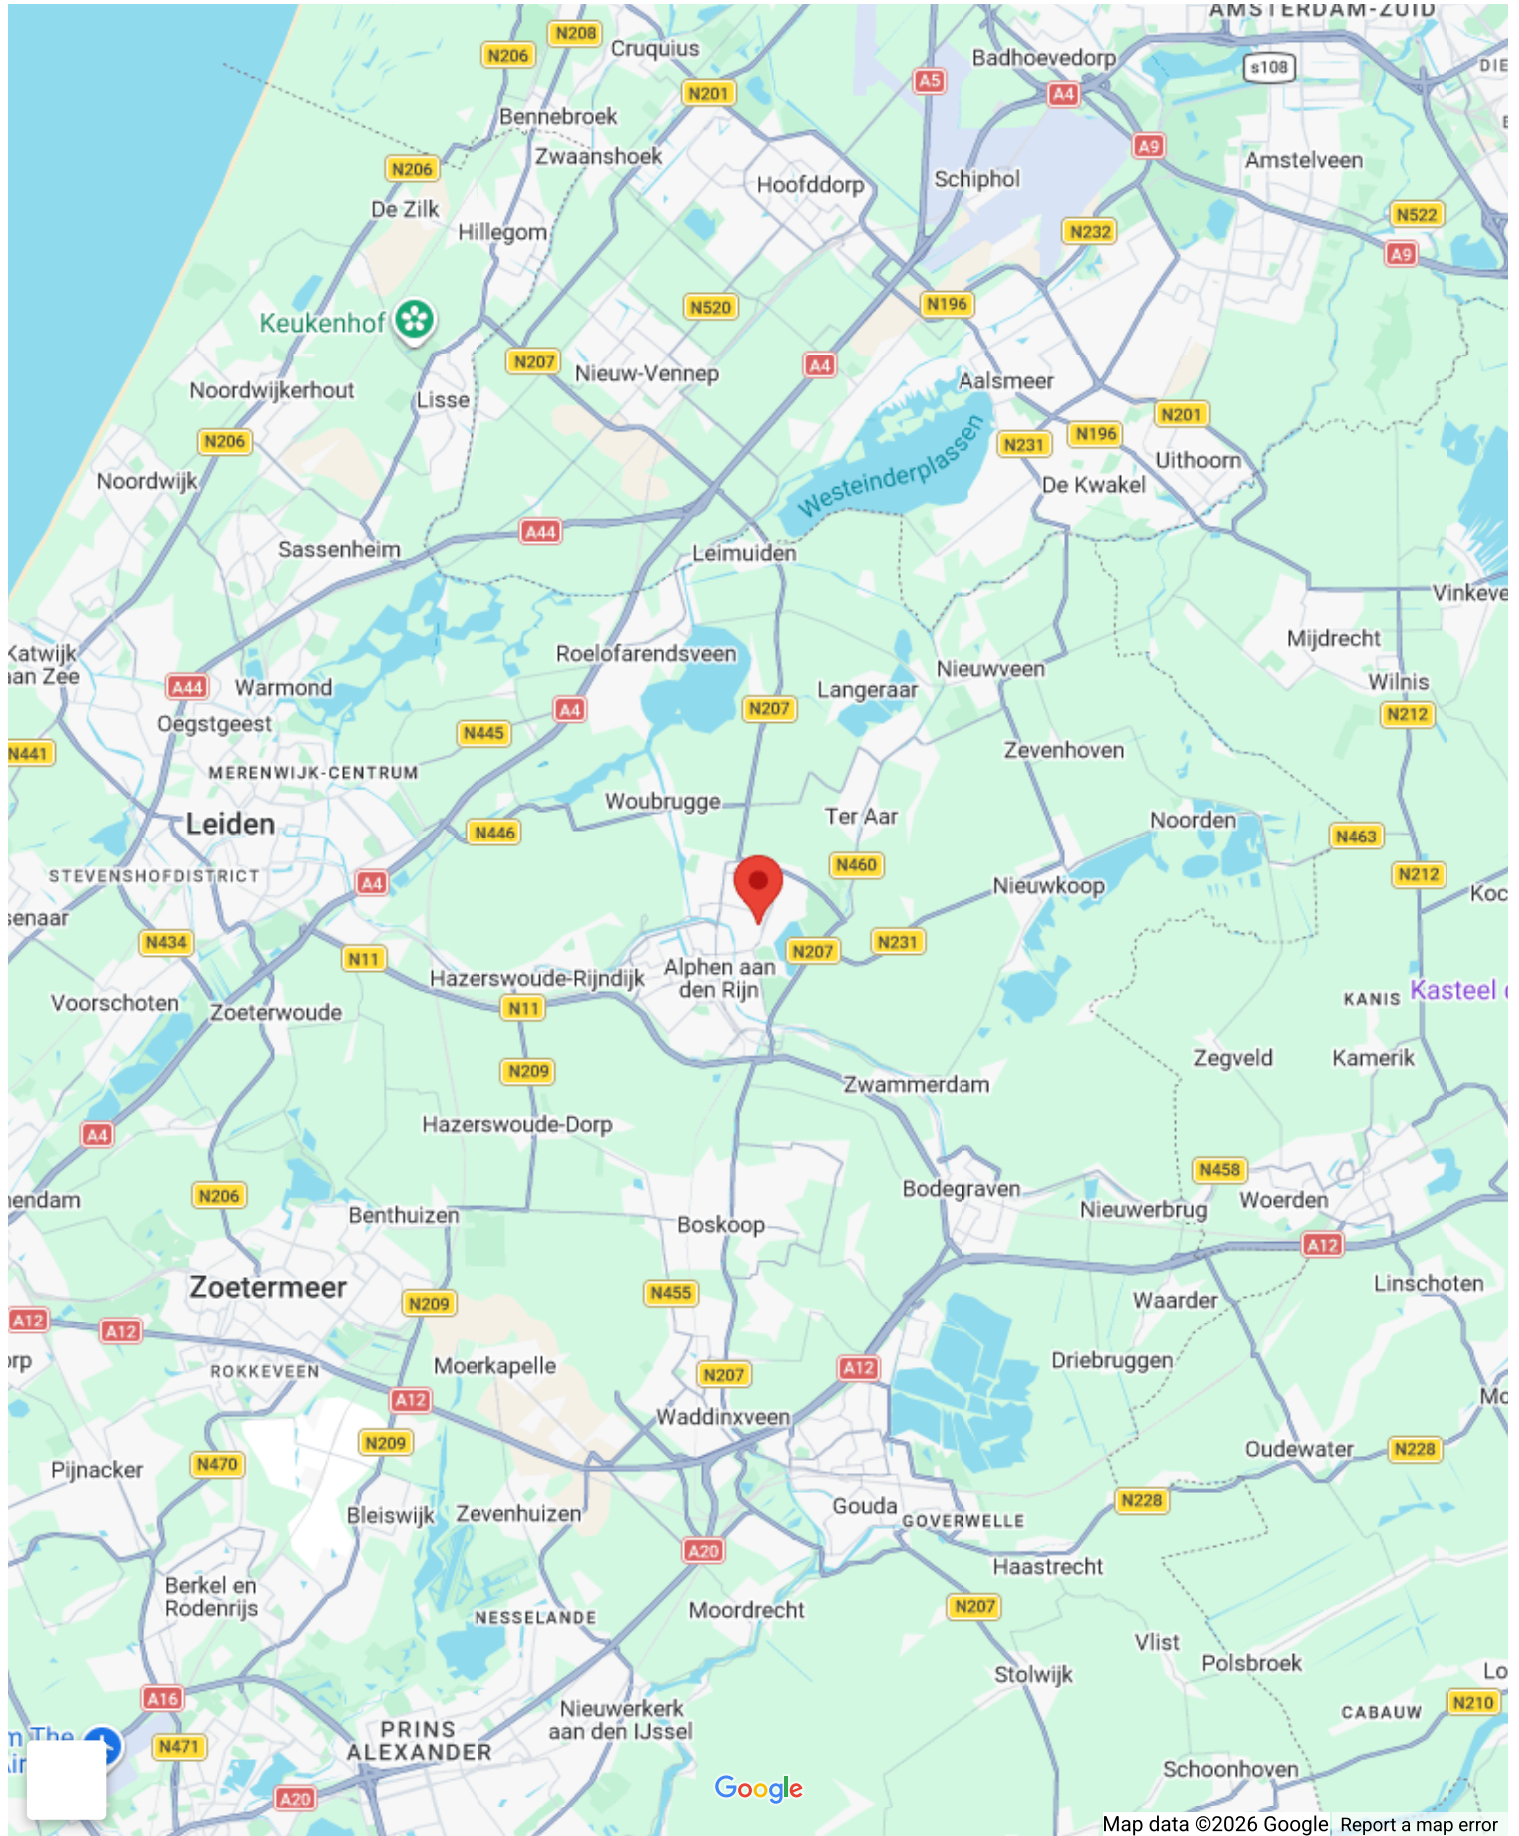 AMSTERDAM-ZUID
N208
N206
Cruquius
Badhoevedorp
s108
A5
N201
A4
Bennebroek
A9
Zwaanshoek
Amstelveen
N206
Hoofddorp
Schiphol
De Zilk
N522
Hillegom
N232
A9
N520
N196
Keukenhof
N207
Nieuw-Vennep
A4
Aalsmeer
Noordwijkerhout
Lisse
N201
N206
N231
N196
Westeinderplassen
Uithoorn
Noordwijk
De Kwakel
A44
Sassenheim
Leimuiden
Vinkeve
Mijdrecht
Katwijk
aan Zee
Roelofarendsveen
Nieuwveen
A44
Warmond
Langeraar
Wilnis
A4
N207
N212
Oegstgeest
N445
N441
Zevenhoven
MERENWIJK-CENTRUM
Woubrugge
Ter Aar
Noorden
Leiden
N446
N463
N460
STEVENSHOFDISTRICT
A4
Nieuwkoop
N212
Koc
senaar
N434
N11
N207
N231
Hazerswoude-Rijndijk
Alphen aan
den Rijn
Voorschoten
Zoeterwoude
N11
KANIS
Kasteel
N209
Zegveld
Kamerik
Zwammerdam
Hazerswoude-Dorp
A4
N458
N206
Bodegraven
Nieuwerbrug
Woerden
endam
Benthuizen
Boskoop
A12
Zoetermeer
N209
N455
Linschoten
Waarder
A12
A12
ROKKEVEEN
Moerkapelle
N207
A12
Driebruggen
orp
A12
Mo
Waddinxveen
N209
Oudewater
N228
Pijnacker
N470
Bleiswijk
Zevenhuizen
Gouda
N228
GOVERWELLE
A20
Haastrecht
Berkel en
Rodenrijs
NESSELANDE
Moordrecht
N207
Vlist
Polsbroek
Stolwijk
Lo
A16
Nieuwerkerk
aan den IJssel
N210
CABAUW
m The
N471
PRINS
ALEXANDER
Schoonhoven
Google
A20
Map data ©2026 Google
Report a map error